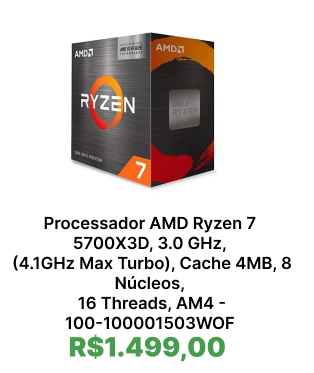 AMD
AMD
RYZEN
7
Processador AMD Ryzen 7
5700X3D, 3.0 GHz,
(4.1GHz Max Turbo), Cache 4MB, 8
Núcleos,
16 Threads, AM4 -
100-100001503WOF
R$1.499,00